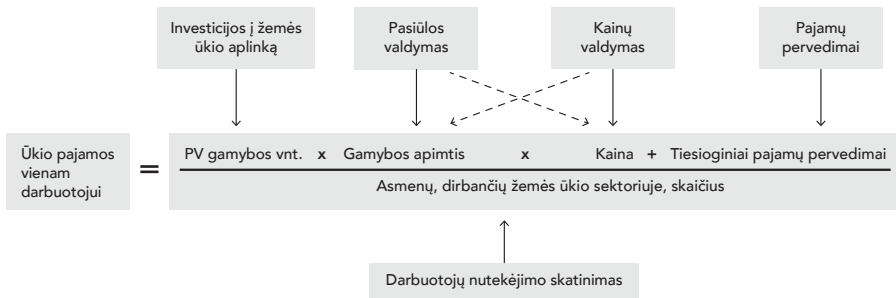 Investicijos į žemės
ūkio aplinką
Pasiūlos
valdymas
Kainų
valdymas
Pajamų
pervedimai
Ūkio pajamos
vienam
darbuotojui
=
PV gamybos vnt. x Gamybos apimtis x Kaina + Tiesioginiai pajamų pervedimai
Asmenų, dirbančių žemės ūkio sektoriuje, skaičius
Darbuotojų nutekėjimo skatinimas